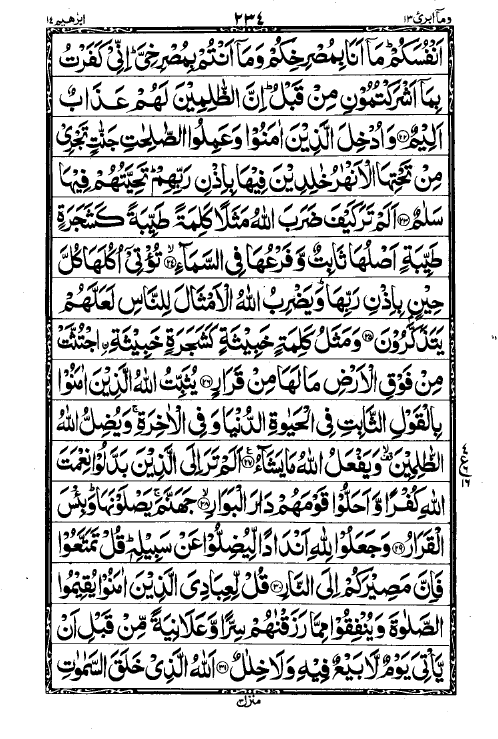 وما ابرئ ١٣
٢٣٤
ابرٰهيم ١٤
اَنْفُسَكُمْ ؕ مَاۤ اَنَا بِمُصْرِخِكُمْ وَمَاۤ اَنْتُمْ بِمُصْرِخِيَّ ؕ اِنِّىْ كَفَرْتُ
بِمَاۤ اَشْرَكْتُمُوْنِ مِنْ قَبْلُ ؕ اِنَّ الظّٰلِمِيْنَ لَهُمْ عَذَابٌ
اَلِيْمٌ ﴿۲۲﴾ وَاُدْخِلَ الَّذِيْنَ اٰمَنُوْا وَعَمِلُوا الصّٰلِحٰتِ جَنّٰتٍ تَجْرِىْ
مِنْ تَحْتِهَا الْاَنْهٰرُ خٰلِدِيْنَ فِيْهَا بِاِذْنِ رَبِّهِمْ ؕ تَحِيَّتُهُمْ فِيْهَا
سَلٰمٌ ﴿۲۳﴾ اَلَمْ تَرَ كَيْفَ ضَرَبَ اللّٰهُ مَثَلًا كَلِمَةً طَيِّبَةً كَشَجَرَةٍ
طَيِّبَةٍ اَصْلُهَا ثَابِتٌ وَّفَرْعُهَا فِى السَّمَآءِ ۙ﴿۲۴﴾ تُؤْتِىْۤ اُكُلَهَا كُلَّ
حِيْنٍ بِاِذْنِ رَبِّهَا ؕ وَيَضْرِبُ اللّٰهُ الْاَمْثَالَ لِلنَّاسِ لَعَلَّهُمْ
يَتَذَكَّرُوْنَ ﴿۲۵﴾ وَمَثَلُ كَلِمَةٍ خَبِيْثَةٍ كَشَجَرَةٍ خَبِيْثَةِ ۟اجْتُثَّتْ
مِنْ فَوْقِ الْاَرْضِ مَا لَهَا مِنْ قَرَارٍ ﴿۲۶﴾ يُثَبِّتُ اللّٰهُ الَّذِيْنَ اٰمَنُوْا
بِالْقَوْلِ الثَّابِتِ فِى الْحَيٰوةِ الدُّنْيَا وَفِى الْاٰخِرَةِ ۚ وَيُضِلُّ اللّٰهُ
الظّٰلِمِيْنَ ۙ وَيَفْعَلُ اللّٰهُ مَا يَشَآءُ ﴿۲۷﴾ اَلَمْ تَرَ اِلَى الَّذِيْنَ بَدَّلُوْا نِعْمَتَ
اللّٰهِ كُفْرًا وَّاَحَلُّوْا قَوْمَهُمْ دَارَ الْبَوَارِ ۙ﴿۲۸﴾ جَهَنَّمَ ۚ يَصْلَوْنَهَا ؕ وَبِئْسَ
الْقَرَارُ ﴿۲۹﴾ وَجَعَلُوْا لِلّٰهِ اَنْدَادًا لِّيُضِلُّوْا عَنْ سَبِيْلِهٖ ؕ قُلْ تَمَتَّعُوْا
فَاِنَّ مَصِيْرَكُمْ اِلَى النَّارِ ﴿۳۰﴾ قُلْ لِّعِبَادِىَ الَّذِيْنَ اٰمَنُوْا يُقِيْمُوا
الصَّلٰوةَ وَيُنْفِقُوْا مِمَّا رَزَقْنٰهُمْ سِرًّا وَّعَلَانِيَةً مِّنْ قَبْلِ اَنْ
يَّاْتِىَ يَوْمٌ لَّا بَيْعٌ فِيْهِ وَلَا خِلٰلٌ ﴿۳۱﴾ اَللّٰهُ الَّذِىْ خَلَقَ السَّمٰوٰتِ
ع
١٦
منزل ٣